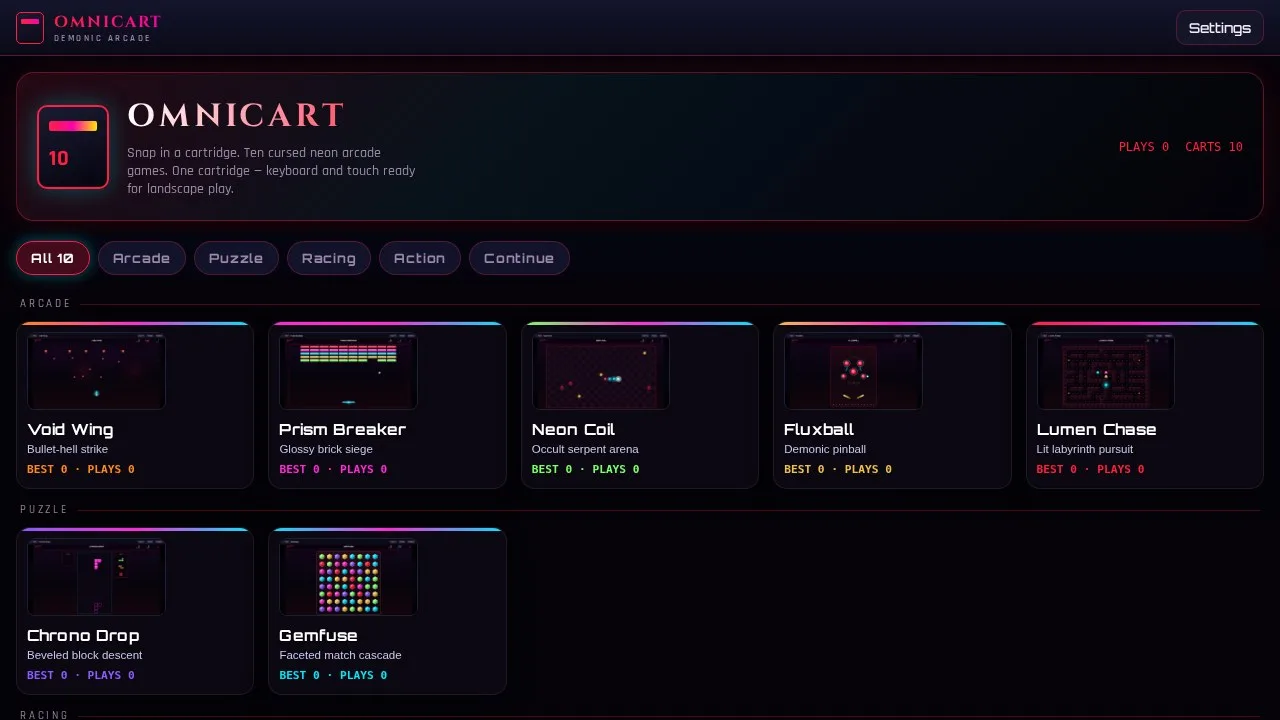 OMNICART
DEMONIC ARCADE
Settings
OMNICART
10
Snap in a cartridge. Ten cursed neon arcade
games. One cartridge — keyboard and touch ready
for landscape play.
PLAYS 0 CARTS 10
All 10
Arcade
Puzzle
Racing
Action
Continue
ARCADE
Void Wing
Bullet-hell strike
BEST 0 · PLAYS 0
Prism Breaker
Glossy brick siege
BEST 0 · PLAYS 0
Neon Coil
Occult serpent arena
BEST 0 · PLAYS 0
Fluxball
Demonic pinball
BEST 0 · PLAYS 0
Lumen Chase
Lit labyrinth pursuit
BEST 0 · PLAYS 0
PUZZLE
Chrono Drop
Beveled block descent
BEST 0 · PLAYS 0
Gemfuse
Faceted match cascade
BEST 0 · PLAYS 0
RACING